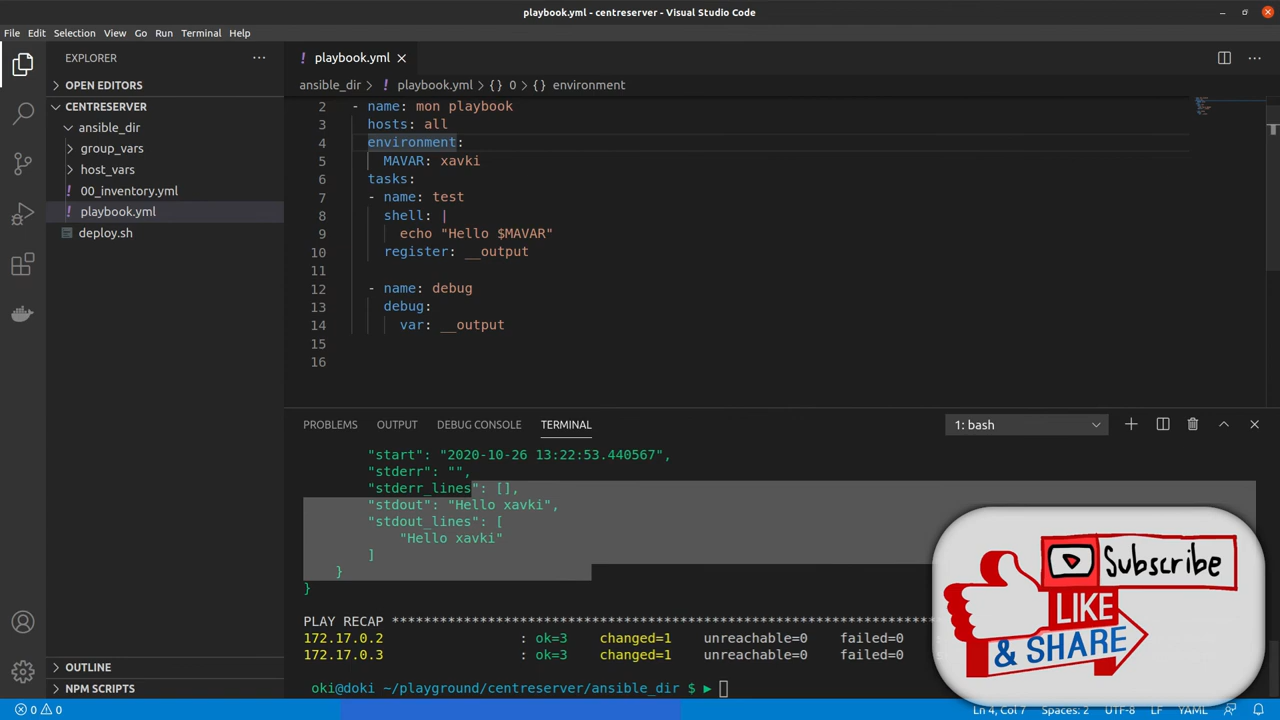 playbook.yml - centreserver - Visual Studio Code
File Edit Selection View Go Run Terminal Help
EXPLORER
playbook.yml
OPEN EDITORS
ansible_dir > playbook.yml > {} 0 > {} environment
CENTRESERVER
ansible_dir
group_vars
host_vars
00_inventory.yml
playbook.yml
deploy.sh
2 - name: mon playbook
3 hosts: all
4 environment:
5 MAVAR: xavki
6 tasks:
7 - name: test
8 shell: |
9 echo "Hello $MAVAR"
10 register: __output
11
12 - name: debug
13 debug:
14 var: __output
15
16
PROBLEMS OUTPUT DEBUG CONSOLE TERMINAL
1: bash
"start": "2020-10-26 13:22:53.440567",
"stderr": "",
"stderr_lines": [],
"stdout": "Hello xavki",
"stdout_lines": [
"Hello xavki"
]
}
}
PLAY RECAP *********************************************************************
172.17.0.2 : ok=3 changed=1 unreachable=0 failed=0
172.17.0.3 : ok=3 changed=1 unreachable=0 failed=0
oki@doki ~/playground/centreserver/ansible_dir $ ►
Subscribe
LIKE
& SHARE
OUTLINE
NPM SCRIPTS
0 0
Ln 4, Col 7 Spaces: 2 UTF-8 LF YAML